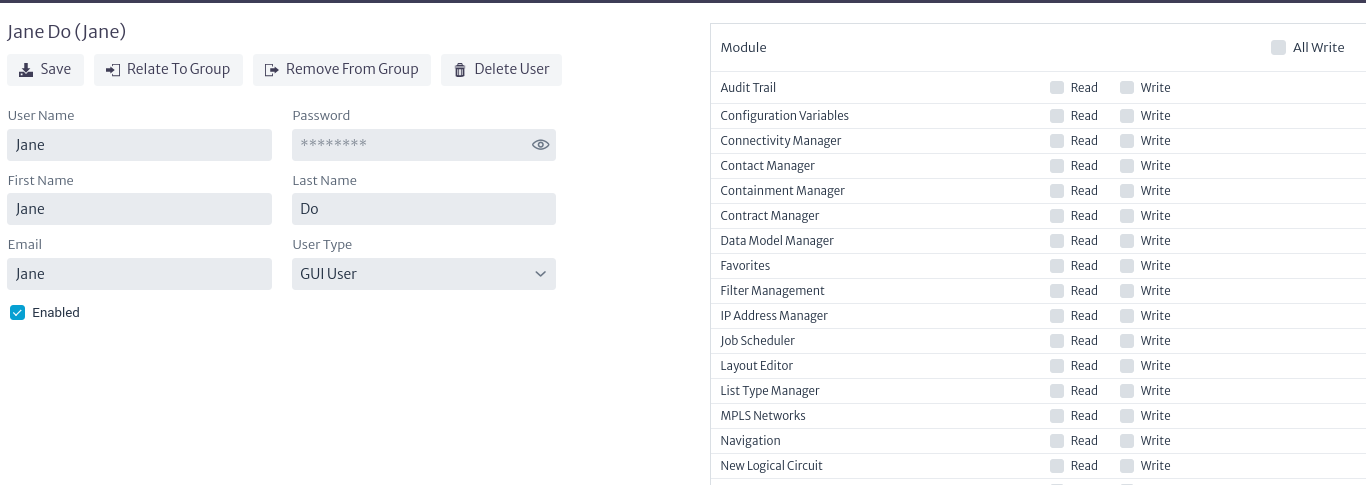 Jane Do (Jane)
Save Relate To Group Remove From Group Delete User
User Name Password
Jane ********
First Name Last Name
Jane Do
Email User Type
Jane GUI User
Enabled
Module All Write
Audit Trail Read Write
Configuration Variables Read Write
Connectivity Manager Read Write
Contact Manager Read Write
Containment Manager Read Write
Contract Manager Read Write
Data Model Manager Read Write
Favorites Read Write
Filter Management Read Write
IP Address Manager Read Write
Job Scheduler Read Write
Layout Editor Read Write
List Type Manager Read Write
MPLS Networks Read Write
Navigation Read Write
New Logical Circuit Read Write